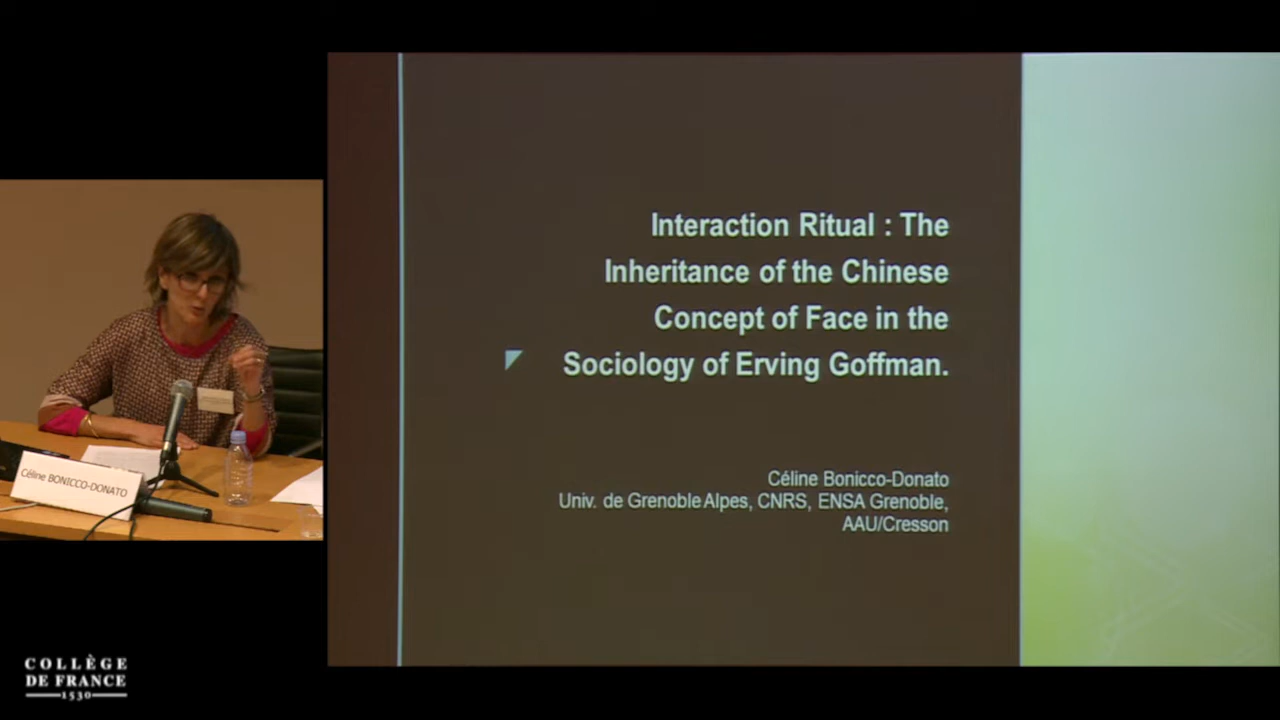 Interaction Ritual : The
Inheritance of the Chinese
Concept of Face in the
Sociology of Erving Goffman.
Céline Bonicco-Donato
Univ. de Grenoble Alpes, CNRS, ENSA Grenoble,
AAU/Cresson
Céline BONICCO-DONATO
COLLÈGE
DE FRANCE
1530